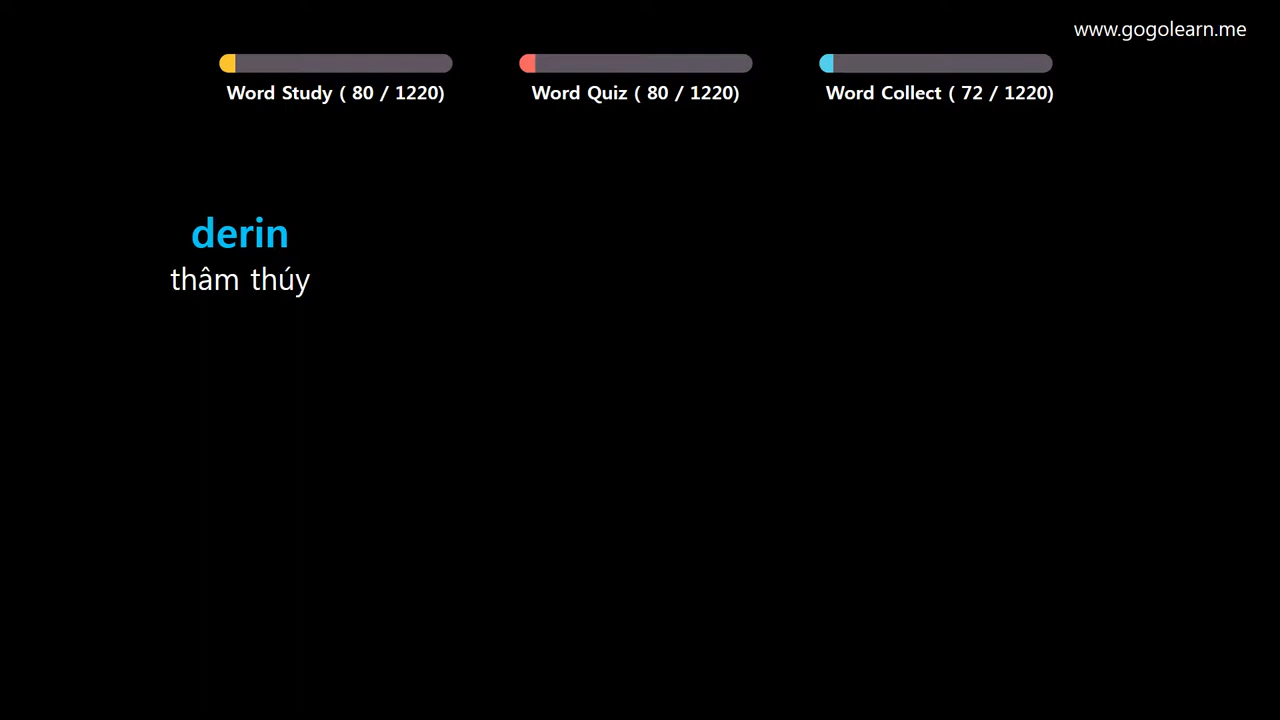 www.gogolearn.me
Word Study ( 80 / 1220)
Word Quiz ( 80 / 1220)
Word Collect ( 72 / 1220)
derin
thâm thúy